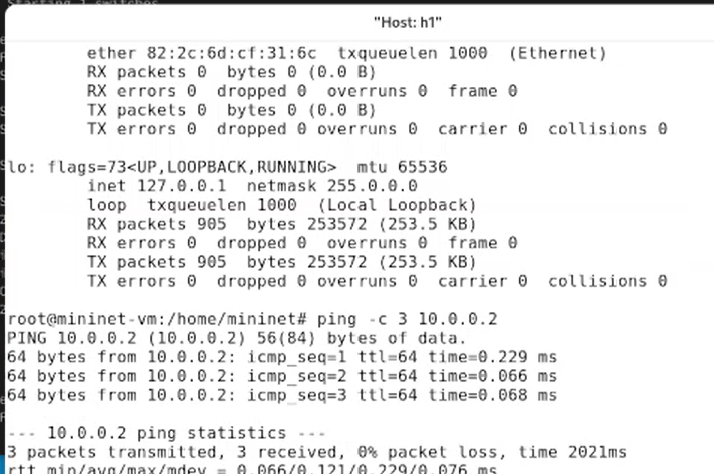 "Host: h1"
ether 82:2c:6d:cf:31:6c  txqueuelen 1000  (Ethernet)
RX packets 0  bytes 0 (0.0 B)
RX errors 0  dropped 0  overruns 0  frame 0
TX packets 0  bytes 0 (0.0 B)
TX errors 0  dropped 0 overruns 0  carrier 0  collisions 0
lo: flags=73<UP,LOOPBACK,RUNNING>  mtu 65536
inet 127.0.0.1  netmask 255.0.0.0
loop  txqueuelen 1000  (Local Loopback)
RX packets 905  bytes 253572 (253.5 KB)
RX errors 0  dropped 0  overruns 0  frame 0
TX packets 905  bytes 253572 (253.5 KB)
TX errors 0  dropped 0 overruns 0  carrier 0  collisions 0
root@mininet-vm:/home/mininet# ping -c 3 10.0.0.2
PING 10.0.0.2 (10.0.0.2) 56(84) bytes of data.
64 bytes from 10.0.0.2: icmp_seq=1 ttl=64 time=0.229 ms
64 bytes from 10.0.0.2: icmp_seq=2 ttl=64 time=0.066 ms
64 bytes from 10.0.0.2: icmp_seq=3 ttl=64 time=0.068 ms
--- 10.0.0.2 ping statistics ---
3 packets transmitted, 3 received, 0% packet loss, time 2021ms
rtt min/avg/max/mdev = 0.066/0.121/0.229/0.076 ms